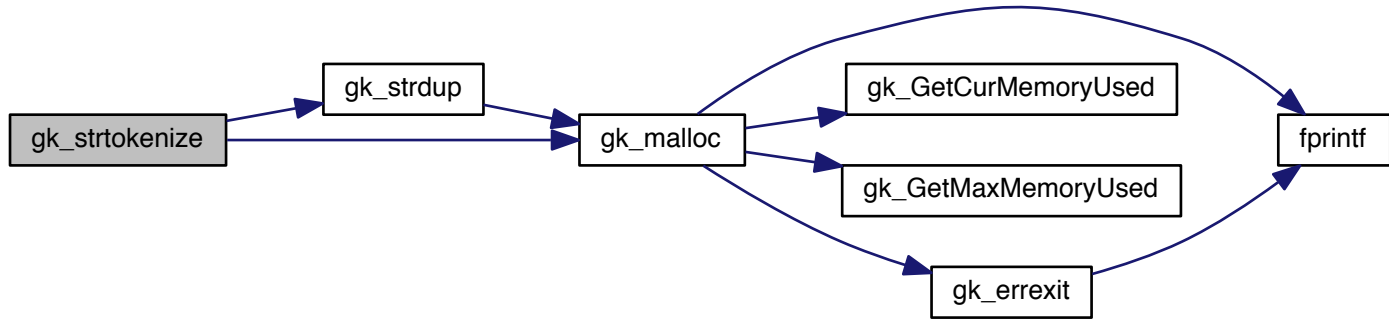 gk_strtokenize
gk_strdup
gk_malloc
gk_GetCurMemoryUsed
gk_GetMaxMemoryUsed
gk_errexit
fprintf